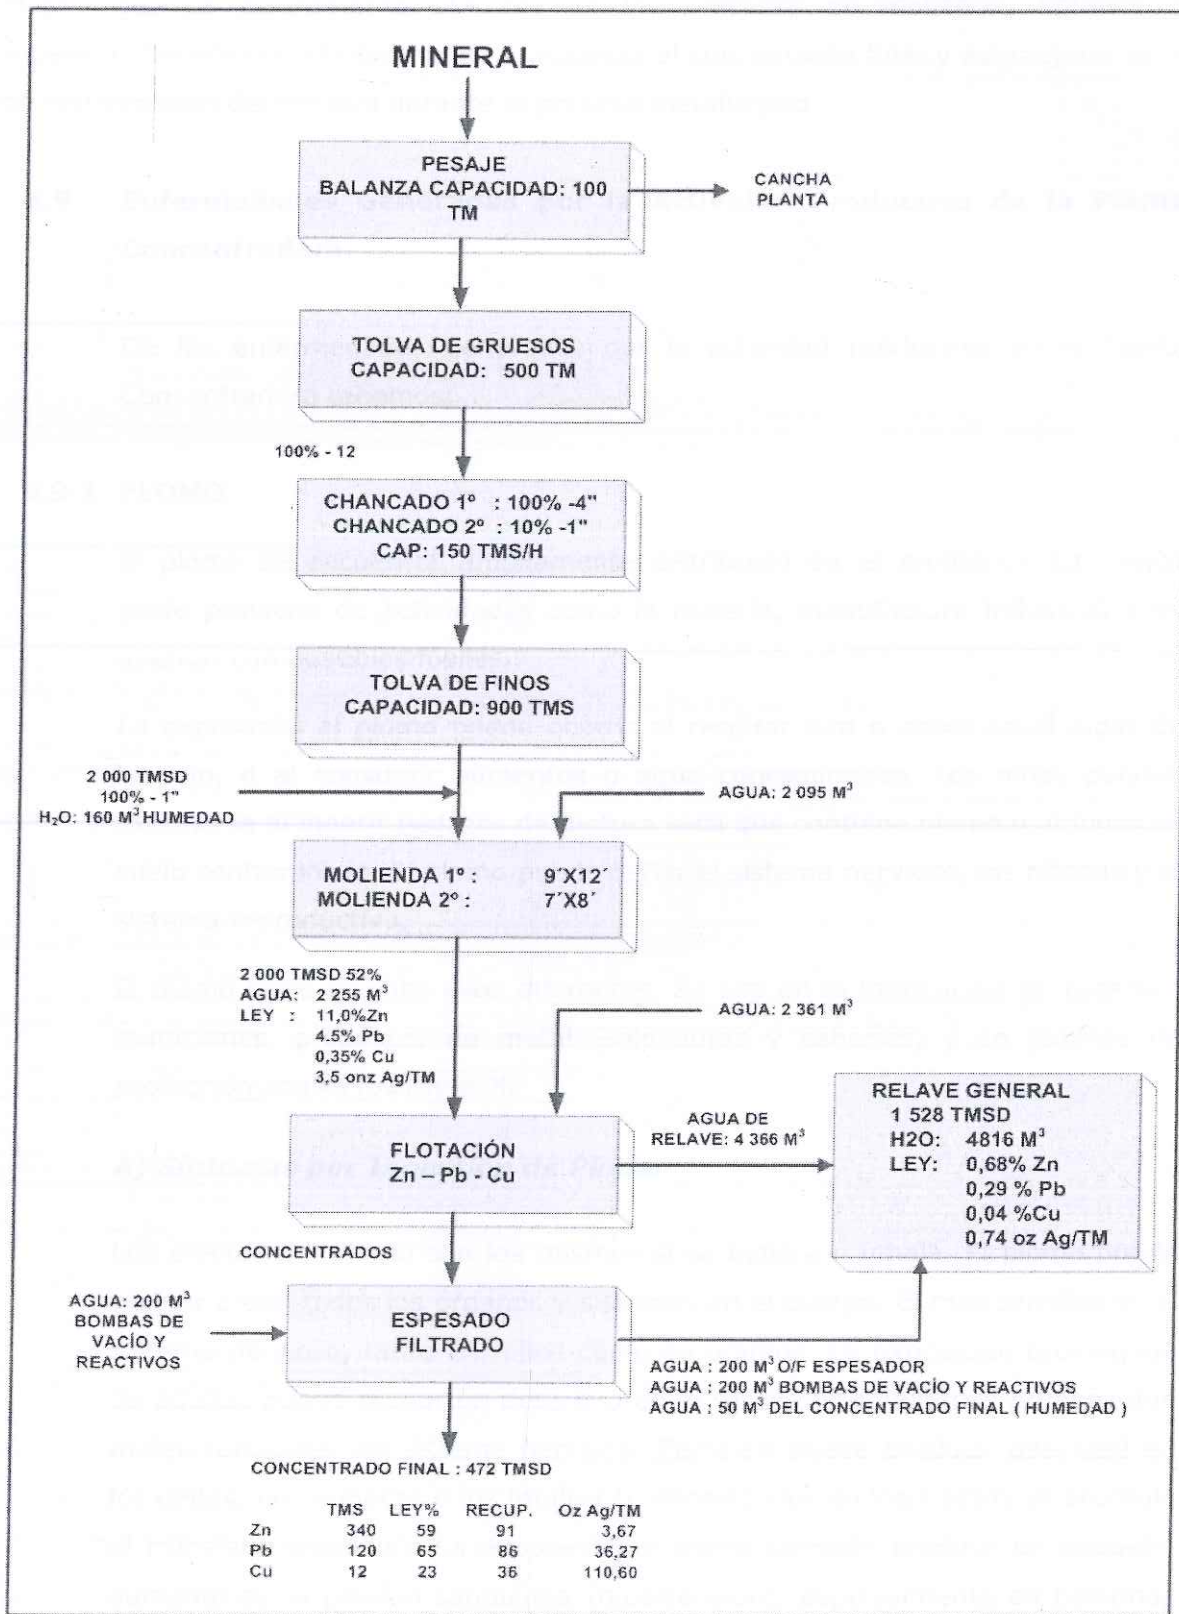 MINERAL
PESAJE
BALANZA CAPACIDAD: 100
TM
CANCHA
PLANTA
TOLVA DE GRUESOS
CAPACIDAD: 500 TM
100% - 12
CHANCADO 1º : 100% -4"
CHANCADO 2º : 10% -1"
CAP: 150 TMS/H
TOLVA DE FINOS
CAPACIDAD: 900 TMS
2 000 TMSD
100% - 1"
H₂O: 160 M³ HUMEDAD
AGUA: 2 095 M³
MOLIENDA 1º : 9´X12´
MOLIENDA 2º : 7´X8´
2 000 TMSD 52%
AGUA: 2 255 M³
LEY : 11,0%Zn
4.5% Pb
0,35% Cu
3,5 onz Ag/TM
AGUA: 2 361 M³
FLOTACIÓN
Zn – Pb - Cu
AGUA DE
RELAVE: 4 366 M³
RELAVE GENERAL
1 528 TMSD
H2O: 4816 M³
LEY: 0,68% Zn
0,29 % Pb
0,04 %Cu
0,74 oz Ag/TM
CONCENTRADOS
AGUA: 200 M³
BOMBAS DE
VACÍO Y
REACTIVOS
ESPESADO
FILTRADO
AGUA : 200 M³ O/F ESPESADOR
AGUA : 200 M³ BOMBAS DE VACÍO Y REACTIVOS
AGUA : 50 M³ DEL CONCENTRADO FINAL ( HUMEDAD )
CONCENTRADO FINAL : 472 TMSD
TMS LEY% RECUP. Oz Ag/TM
Zn 340 59 91 3,67
Pb 120 65 86 36,27
Cu 12 23 36 110,60